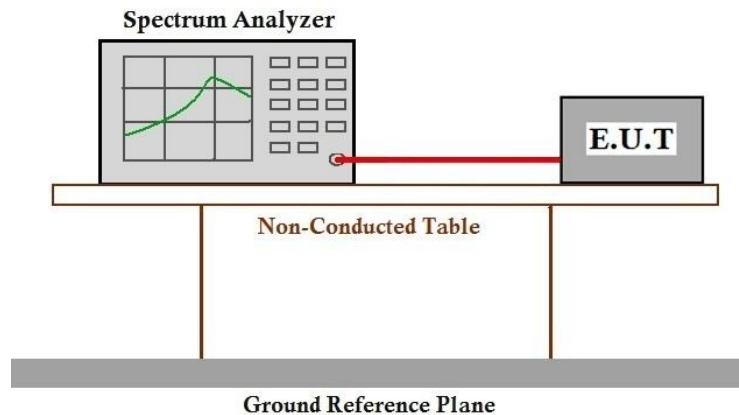 Spectrum Analyzer
E.U.T
Non-Conducted Table
Ground Reference Plane